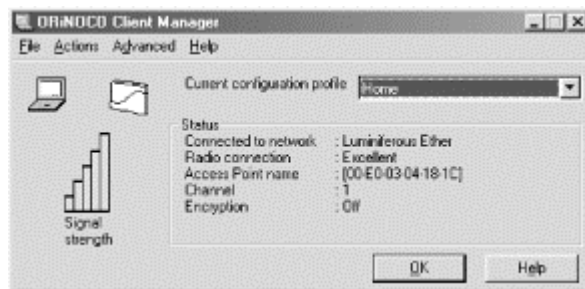 ORiNOCO Client Manager
File Actions Advanced Help
Current configuration profile Home
Status
Connected to network : Luminiferous Ether
Radio connection : Excellent
Access Point name : [00-E0-03-04-18-1C]
Channel : 1
Encryption : Off
Signal
strength
OK Help